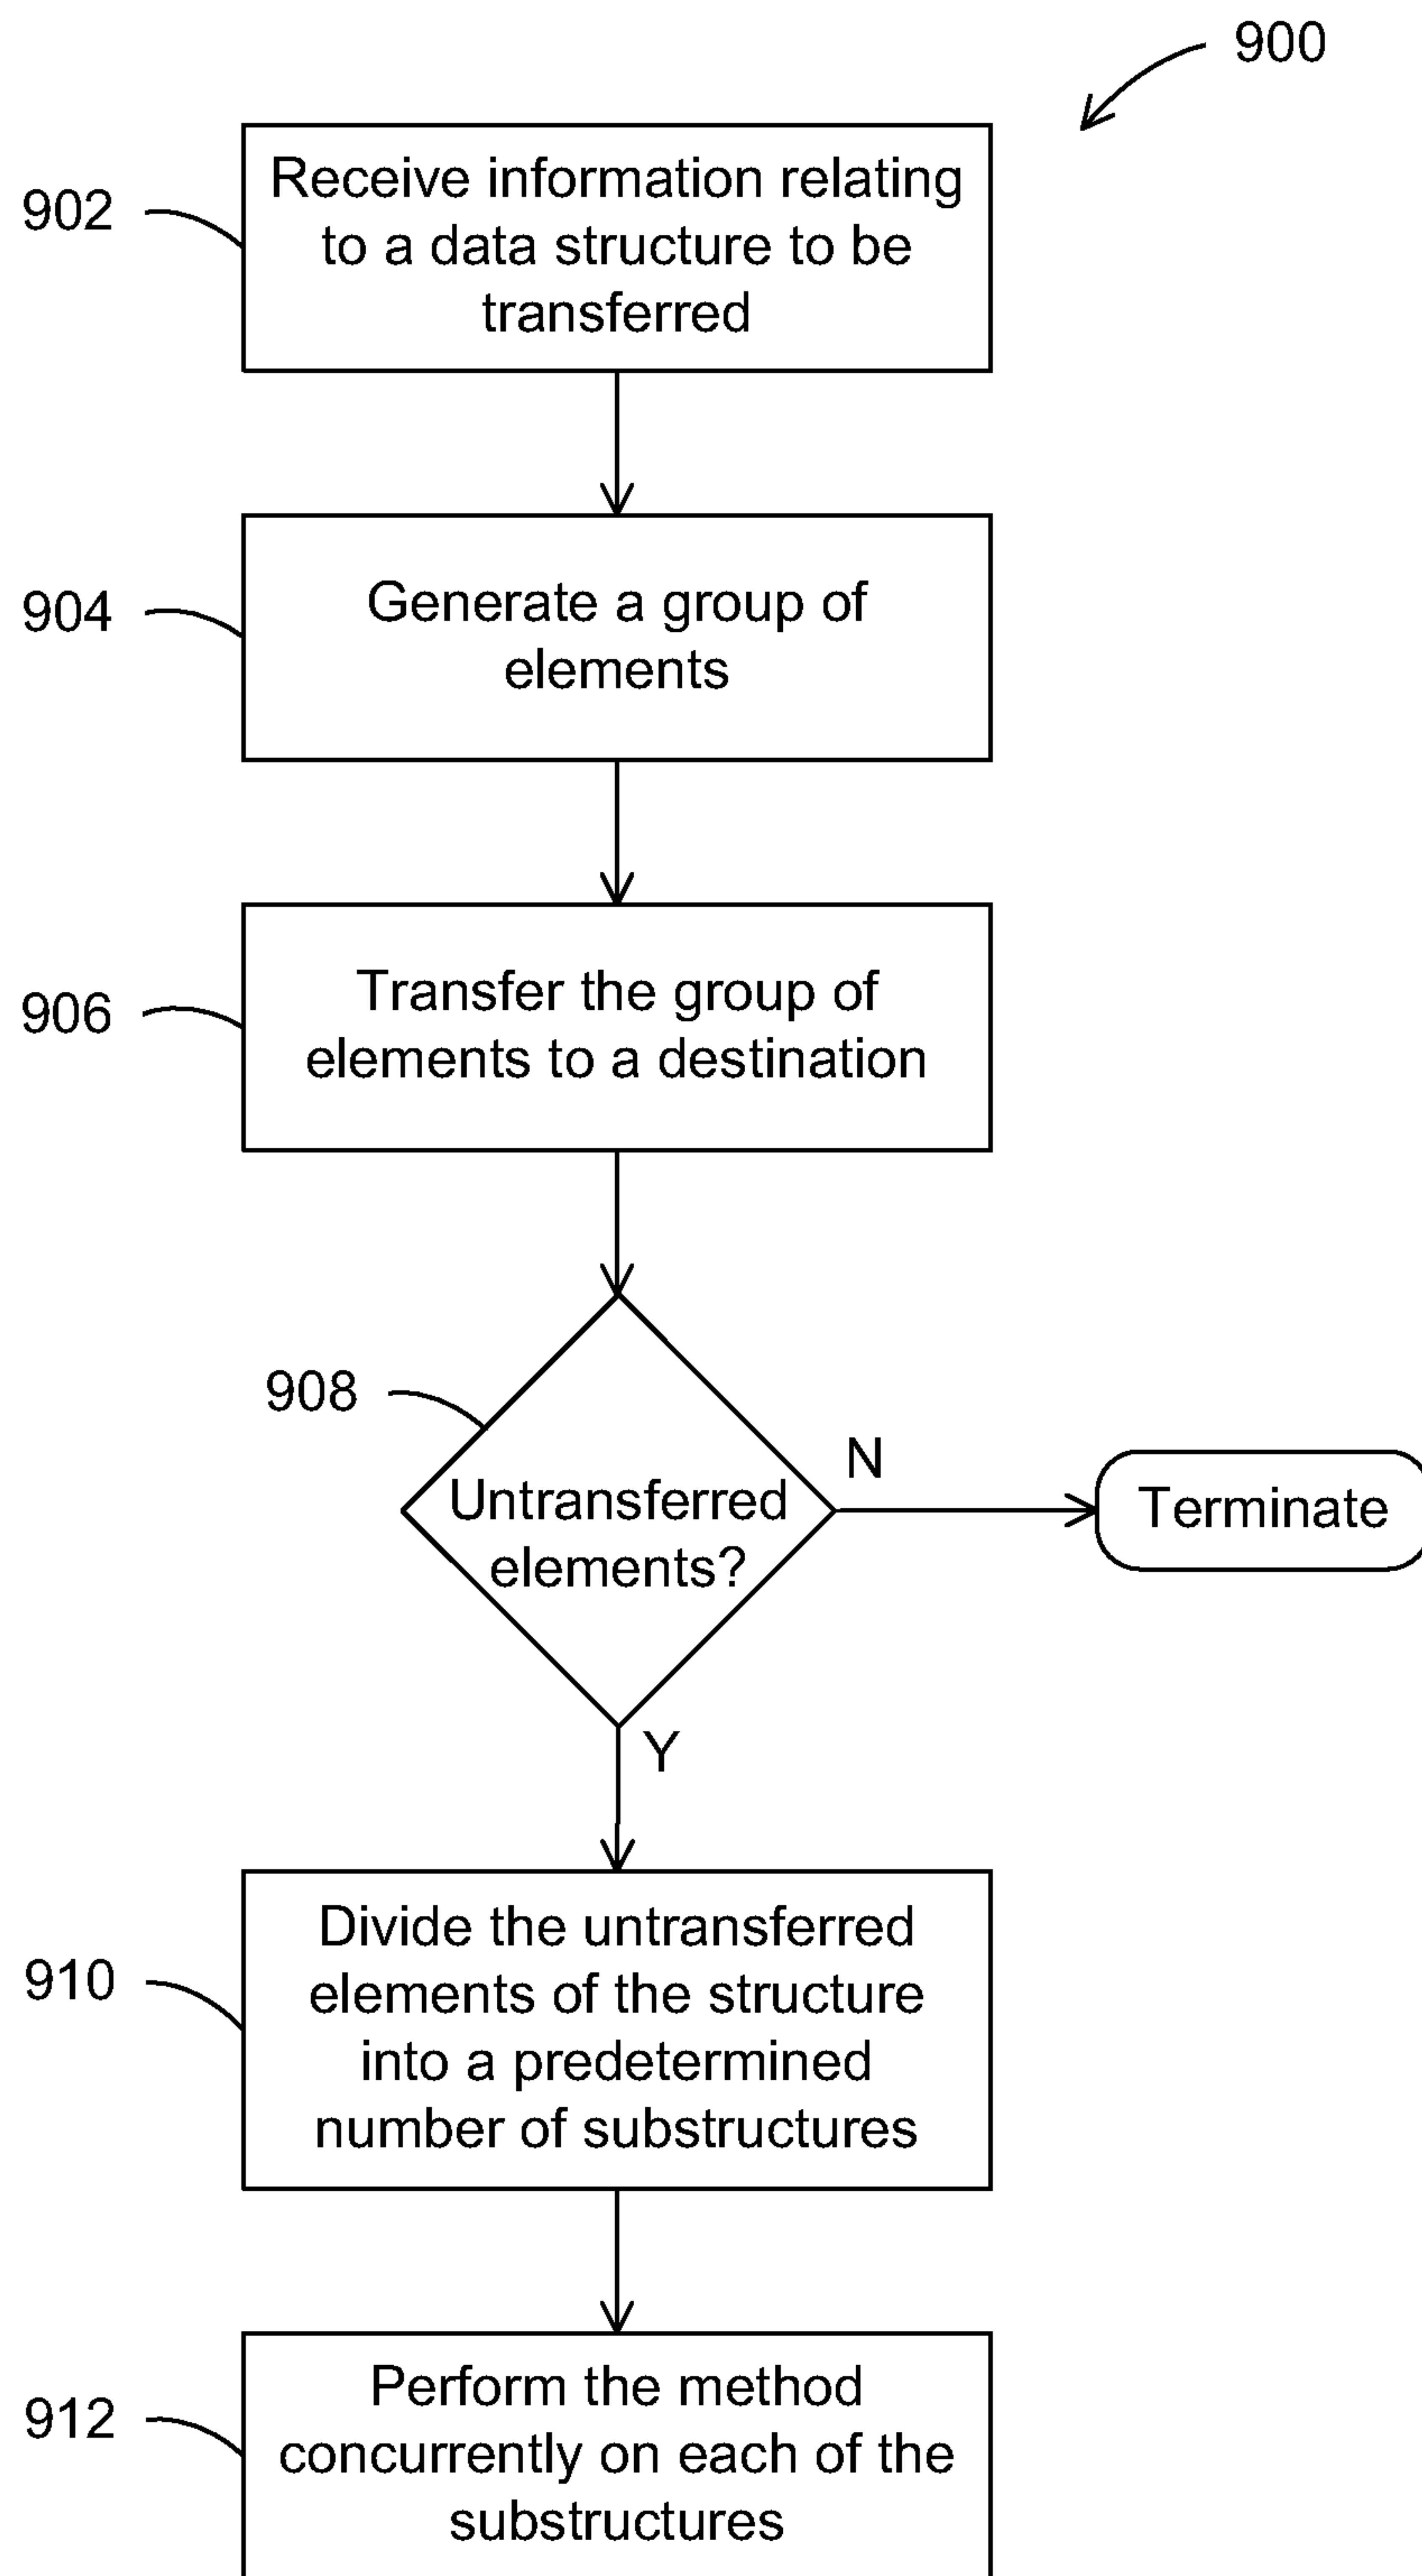 900
902
Receive information relating
to a data structure to be
transferred
904
Generate a group of
elements
906
Transfer the group of
elements to a destination
908
Untransferred
elements?
N
Terminate
Y
910
Divide the untransferred
elements of the structure
into a predetermined
number of substructures
912
Perform the method
concurrently on each of the
substructures